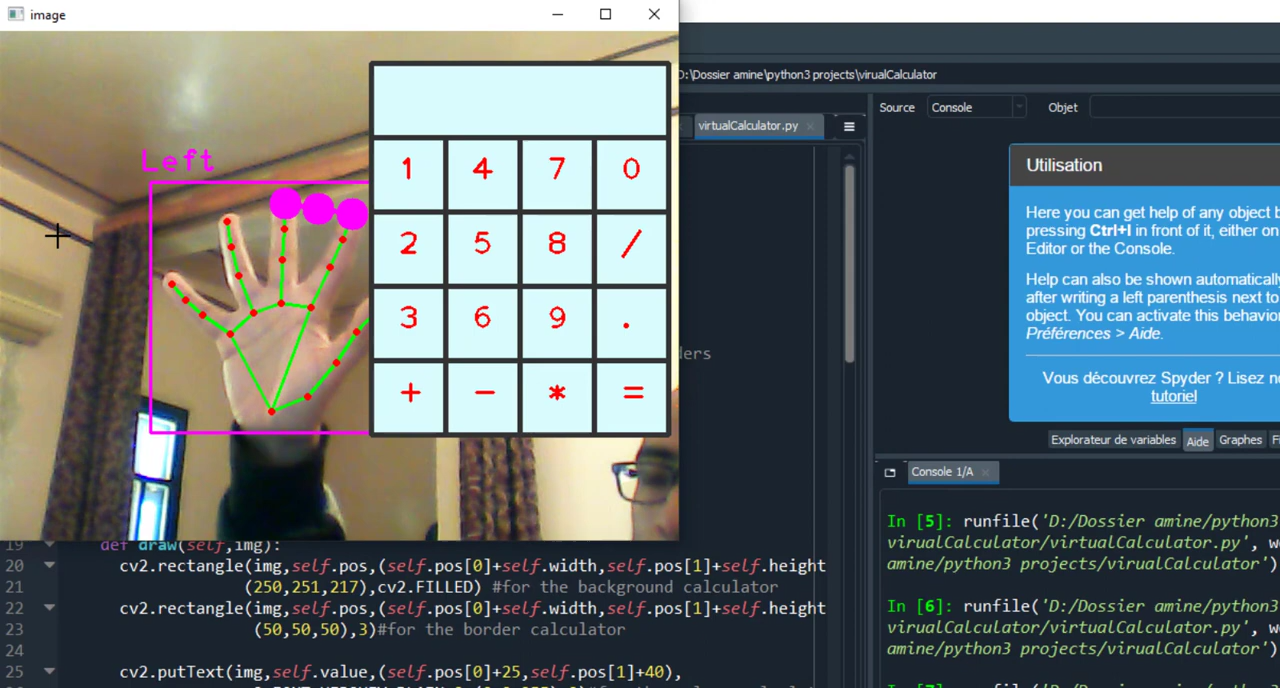 image
D:\Dossier amine\python3 projects\virualCalculator
Source Console Objet
virtualCalculator.py
Left
1 4 7 0
2 5 8 /
3 6 9 .
+ - * =
ders
Utilisation
Here you can get help of any object b
pressing Ctrl+I in front of it, either on
Editor or the Console.
Help can also be shown automatically
after writing a left parenthesis next to
object. You can activate this behavior
Préférences > Aide.
Vous découvrez Spyder ? Lisez no
tutoriel
Explorateur de variables Aide Graphes Fi
Console 1/A
In [5]: runfile('D:/Dossier amine/python3
virualCalculator/virtualCalculator.py', w
amine/python3 projects/virualCalculator')
In [6]: runfile('D:/Dossier amine/python3
virualCalculator/virtualCalculator.py', w
amine/python3 projects/virualCalculator')
19 def draw(self,img):
20 cv2.rectangle(img,self.pos,(self.pos[0]+self.width,self.pos[1]+self.height
21 (250,251,217),cv2.FILLED) #for the background calculator
22 cv2.rectangle(img,self.pos,(self.pos[0]+self.width,self.pos[1]+self.height
23 (50,50,50),3)#for the border calculator
24
25 cv2.putText(img,self.value,(self.pos[0]+25,self.pos[1]+40),